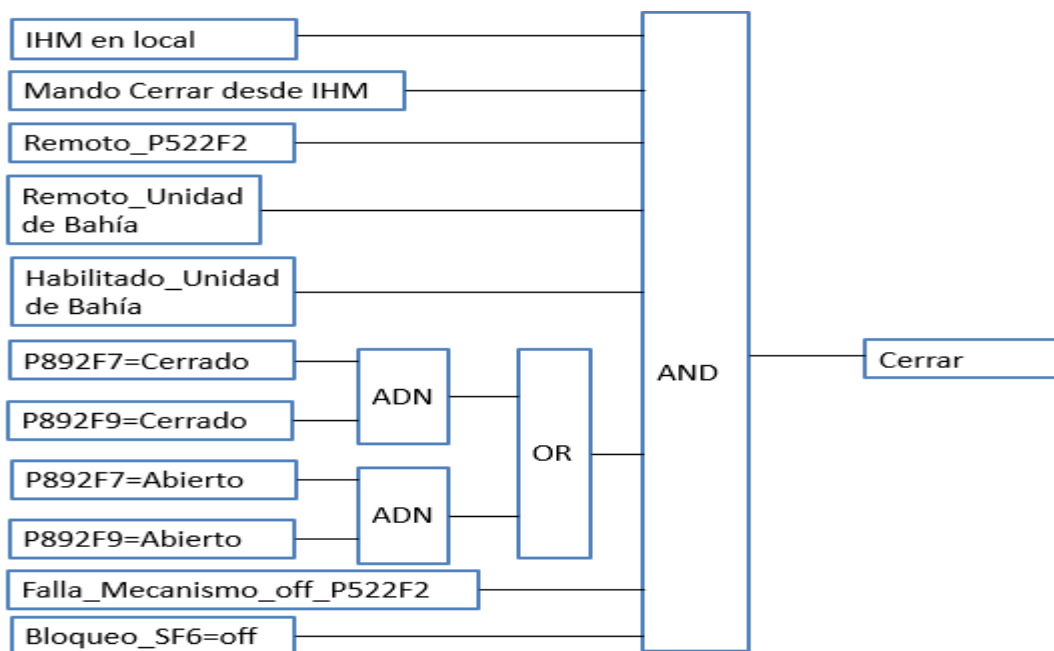 IHM en local
Mando Cerrar desde IHM
Remoto_P522F2
Remoto_Unidad
de Bahía
Habilitado_Unidad
de Bahía
P892F7=Cerrado
P892F9=Cerrado
P892F7=Abierto
P892F9=Abierto
Falla_Mecanismo_off_P522F2
Bloqueo_SF6=off
ADN
ADN
OR
AND
Cerrar